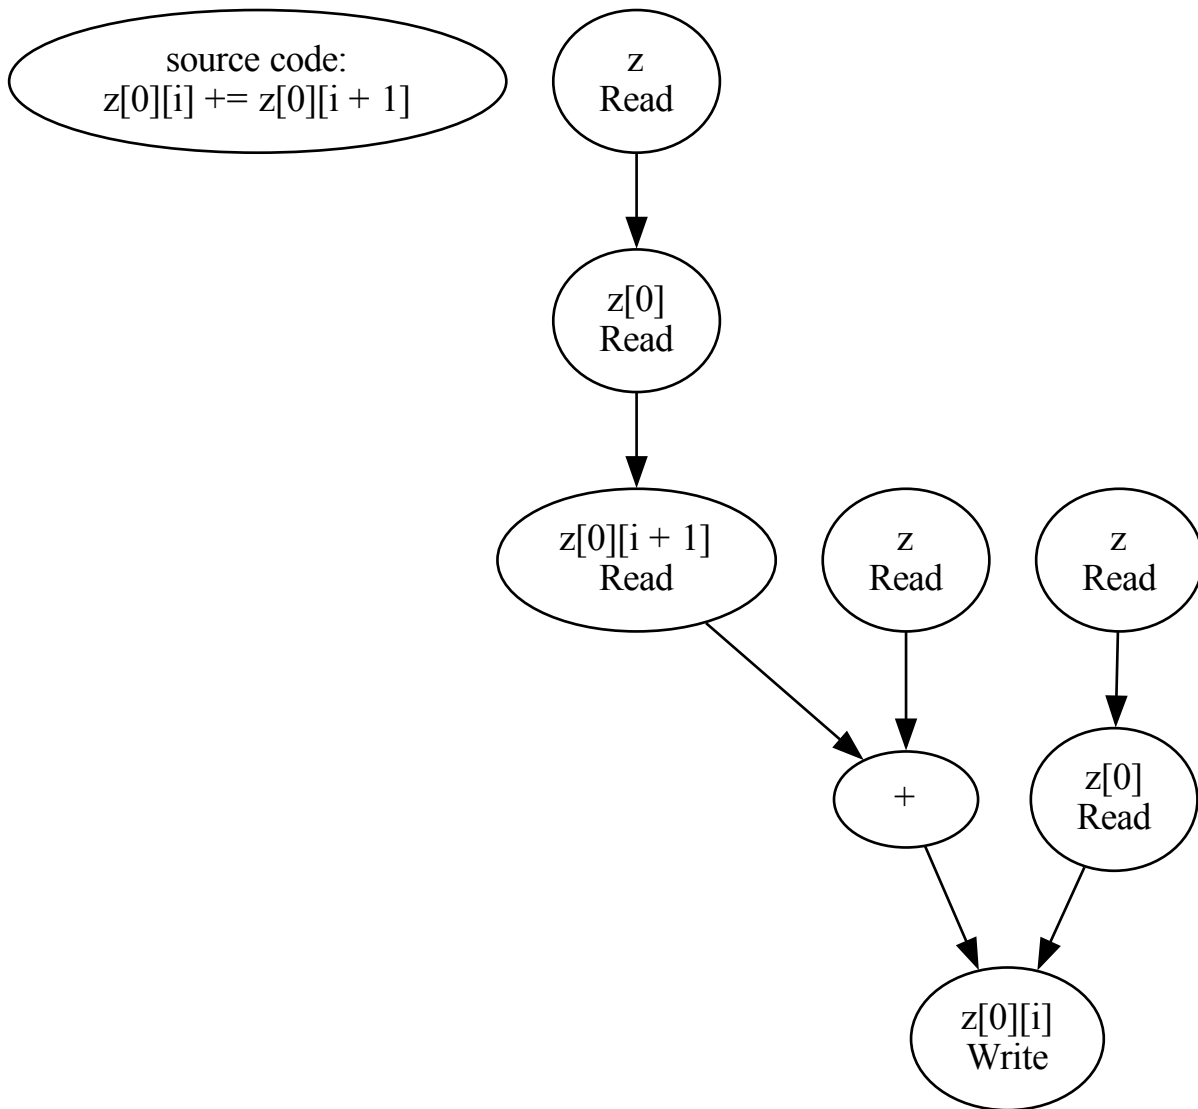 source code:
z[0][i] += z[0][i + 1]
z
Read
z[0]
Read
z[0][i + 1]
Read
z
Read
z
Read
+
z[0]
Read
z[0][i]
Write